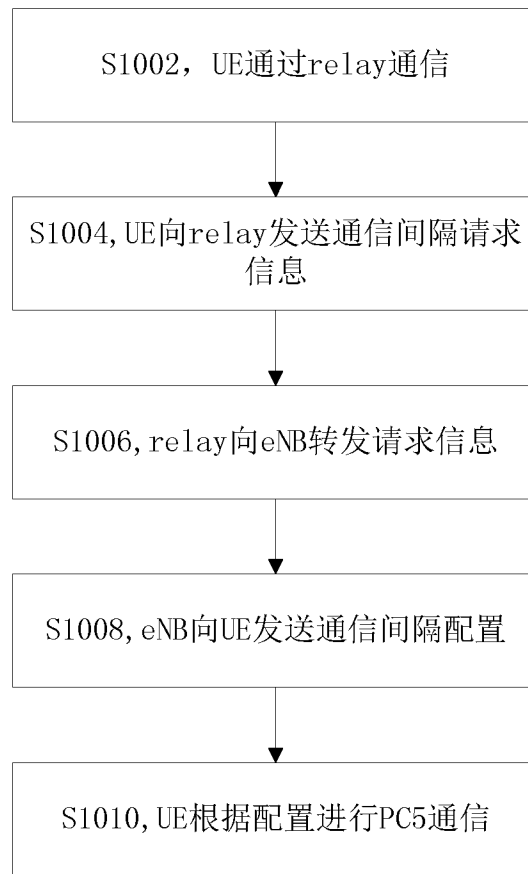 S1002, UE通过relay通信
S1004,UE向relay发送通信间隔请求
信息
S1006,relay向eNB转发请求信息
S1008,eNB向UE发送通信间隔配置
S1010,UE根据配置进行PC5通信